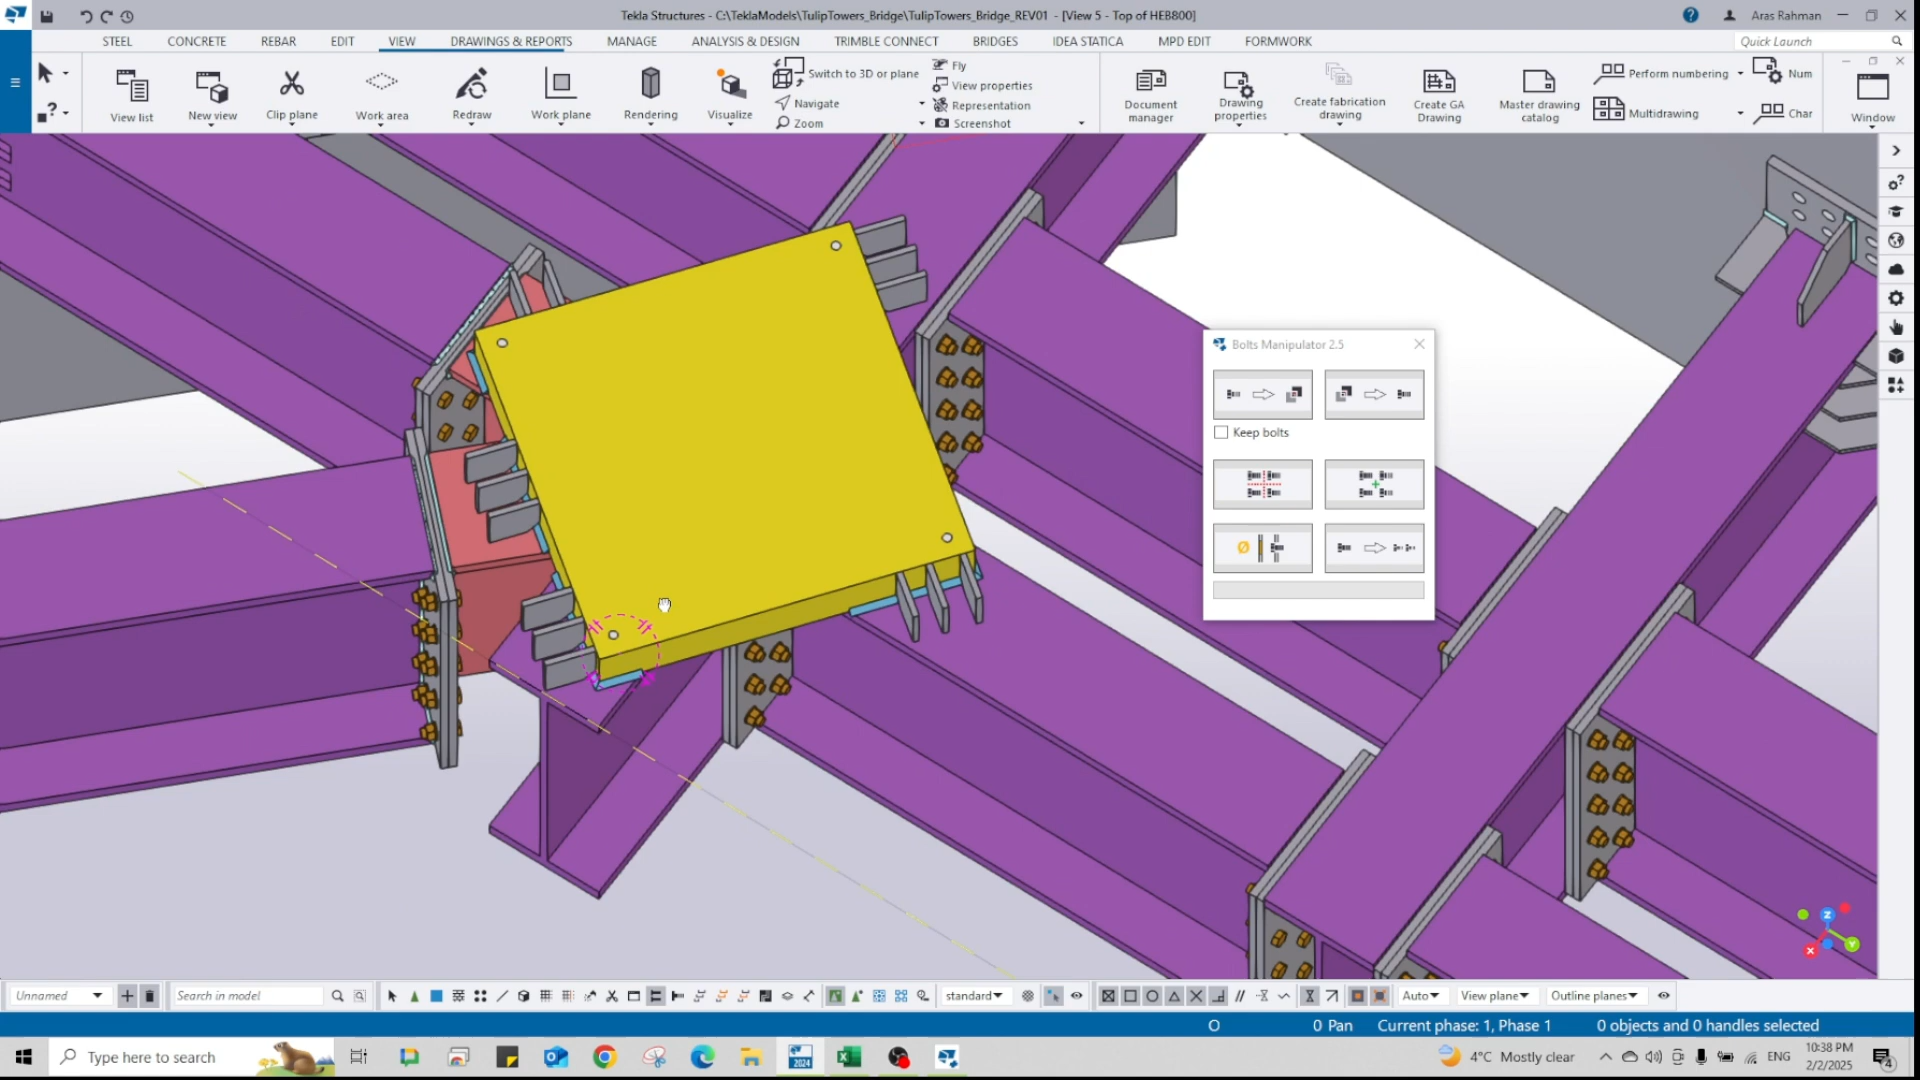 Tekla Structures - C:\TeklaModels\TulipTowers_Bridge\TulipTowers_Bridge_REV01 - [View 5 - Top of HEB800]
Aras Rahman
STEEL CONCRETE REBAR EDIT VIEW DRAWINGS & REPORTS MANAGE ANALYSIS & DESIGN TRIMBLE CONNECT BRIDGES IDEA STATICA MPD EDIT FORMWORK
Quick Launch
View list
New view
Clip plane
Work area
Redraw
Work plane
Rendering
Visualize
Switch to 3D or plane
Navigate
Zoom
Fly
View properties
Representation
Screenshot
Document
manager
Drawing
properties
Create fabrication
drawing
Create GA
Drawing
Master drawing
catalog
Perform numbering
Multidrawing
Num
Char
Window
Bolts Manipulator 2.5
Keep bolts
Z
X
Y
Unnamed
Search in model
standard
Auto
View plane
Outline planes
O
0 Pan
Current phase: 1, Phase 1
0 objects and 0 handles selected
Type here to search
2024
4°C Mostly clear
ENG
10:38 PM
2/2/2025
4